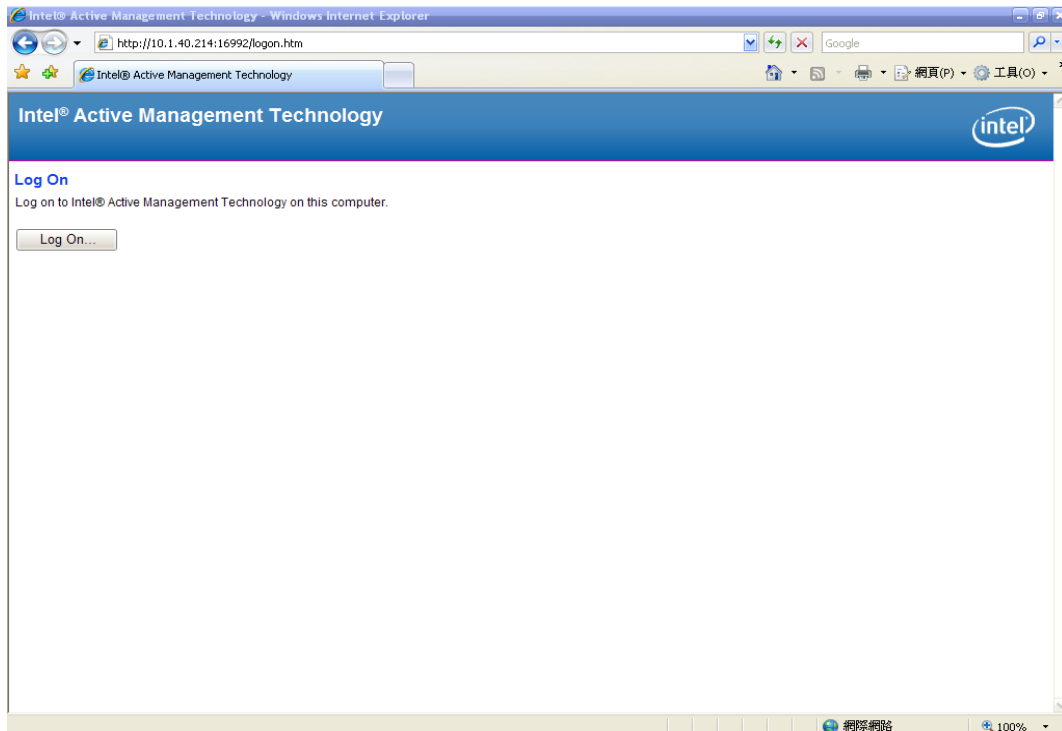 Intel® Active Management Technology - Windows Internet Explorer
http://10.1.40.214:16992/logon.htm
Google
Intel® Active Management Technology
網頁(P)
工具(O)
Intel® Active Management Technology
intel
Log On
Log on to Intel® Active Management Technology on this computer.
Log On...
網際網路
100%